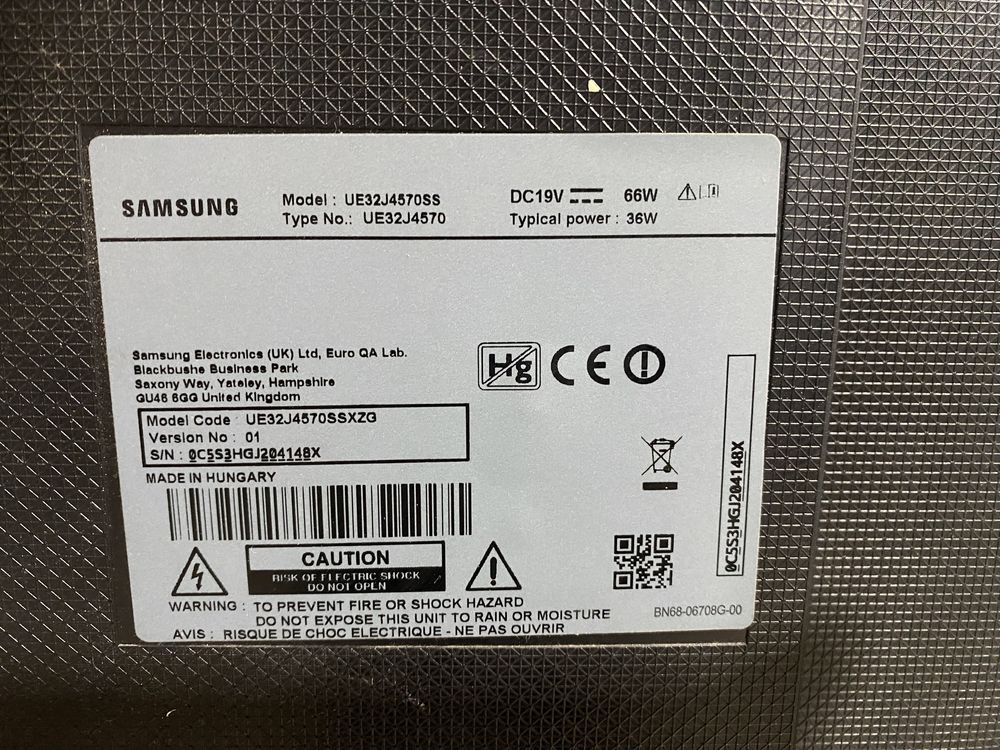 SAMSUNG
Model : UE32J4570SS
Type No.: UE32J4570
DC19V 66W
Typical power : 36W
Samsung Electronics (UK) Ltd, Euro QA Lab.
Blackbushe Business Park
Saxony Way, Yateley, Hampshire
GU46 6GG United Kingdom
Hg CE
Model Code : UE32J4570SSXZG
Version No : 01
S/N : 0C5S3HGJ204148X
MADE IN HUNGARY
0C5S3HGJ204148X
CAUTION
RISK OF ELECTRIC SHOCK
DO NOT OPEN
WARNING : TO PREVENT FIRE OR SHOCK HAZARD
DO NOT EXPOSE THIS UNIT TO RAIN OR MOISTURE
AVIS : RISQUE DE CHOC ELECTRIQUE - NE PAS OUVRIR
BN68-06708G-00